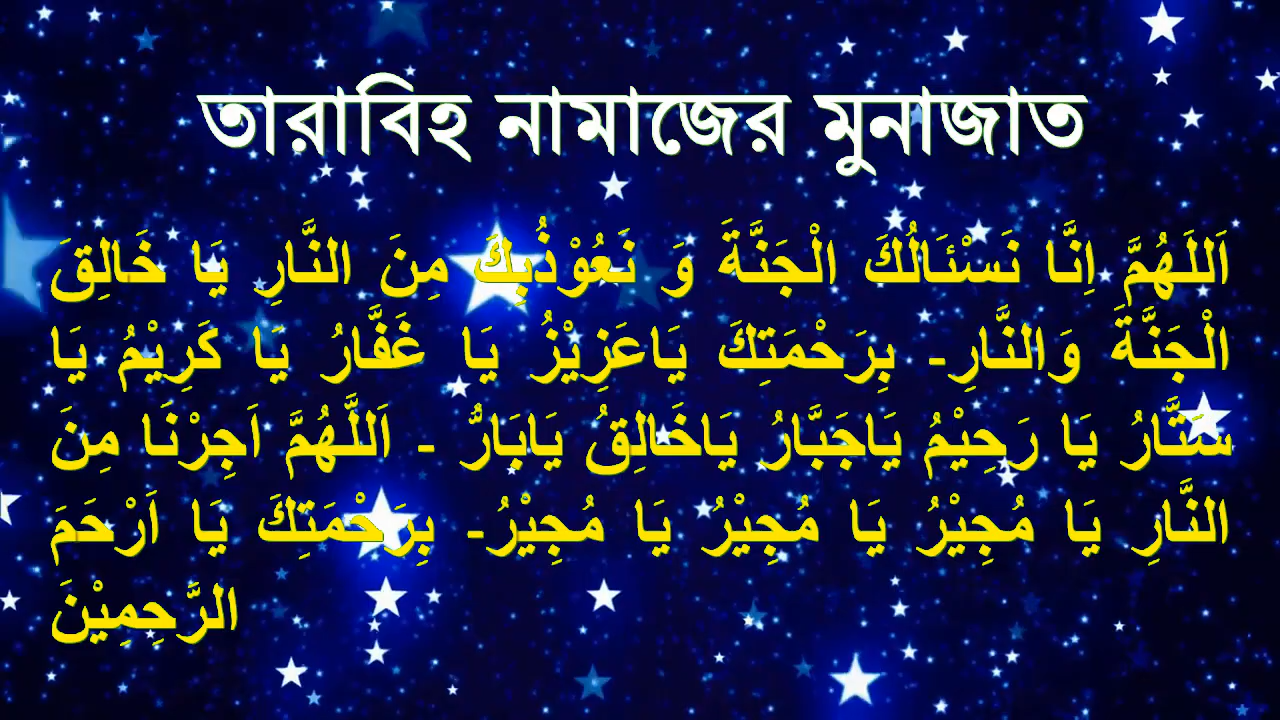 তারাবিহ নামাজের মুনাজাত
اَللَهُمَّ اِنَّا نَسْئَالُكَ الْجَنَّةَ وَ نَعُوْذُبِكَ مِنَ النَّارِ يَا خَالِقَ
الْجَنَّةَ وَالنَّارِ- بِرَحْمَتِكَ يَاعَزِيْزُ يَا غَفَّارُ يَا كَرِيْمُ يَا
سَتَّارُ يَا رَحِيْمُ يَاجَبَّارُ يَاخَالِقُ يَابَارُّ - اَللَّهُمَّ اَجِرْنَا مِنَ
النَّارِ يَا مُجِيْرُ يَا مُجِيْرُ يَا مُجِيْرُ- بِرَحْمَتِكَ يَا اَرْحَمَ
الرَّحِمِيْنَ